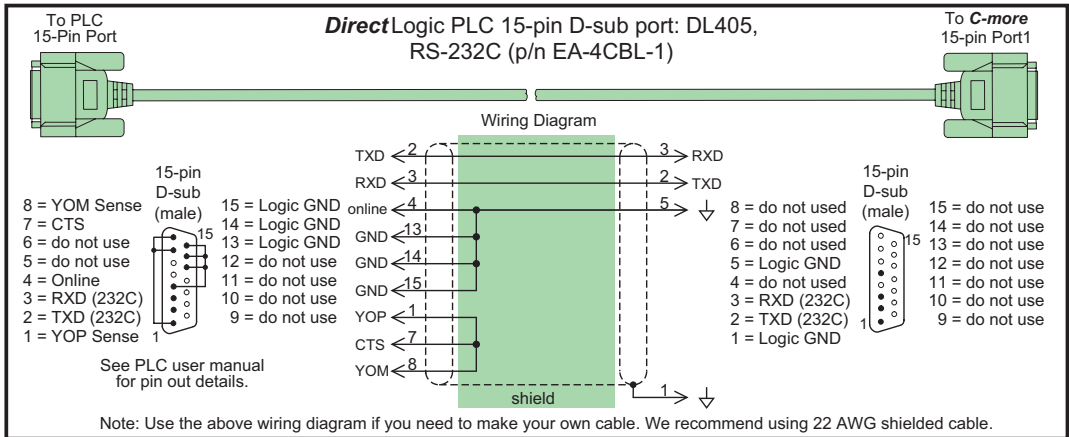 To PLC
15-Pin Port
DirectLogic PLC 15-pin D-sub port: DL405,
RS-232C (p/n EA-4CBL-1)
To C-more
15-pin Port1
Wiring Diagram
15-pin
D-sub
(male)
8 = YOM Sense
7 = CTS
6 = do not use
5 = do not use
4 = Online
3 = RXD (232C)
2 = TXD (232C)
1 = YOP Sense
15
1
15 = Logic GND
14 = Logic GND
13 = Logic GND
12 = do not use
11 = do not use
10 = do not use
9 = do not use
See PLC user manual
for pin out details.
TXD 2 3 RXD
RXD 3 2 TXD
online 4 5
GND 13
GND 14
GND 15
YOP 1
CTS 7
YOM 8
shield
1
15-pin
D-sub
(male)
8 = do not used
7 = do not used
6 = do not used
5 = Logic GND
4 = do not used
3 = RXD (232C)
2 = TXD (232C)
1 = Logic GND
15
1
15 = do not use
14 = do not use
13 = do not use
12 = do not use
11 = do not use
10 = do not use
9 = do not use
Note: Use the above wiring diagram if you need to make your own cable. We recommend using 22 AWG shielded cable.